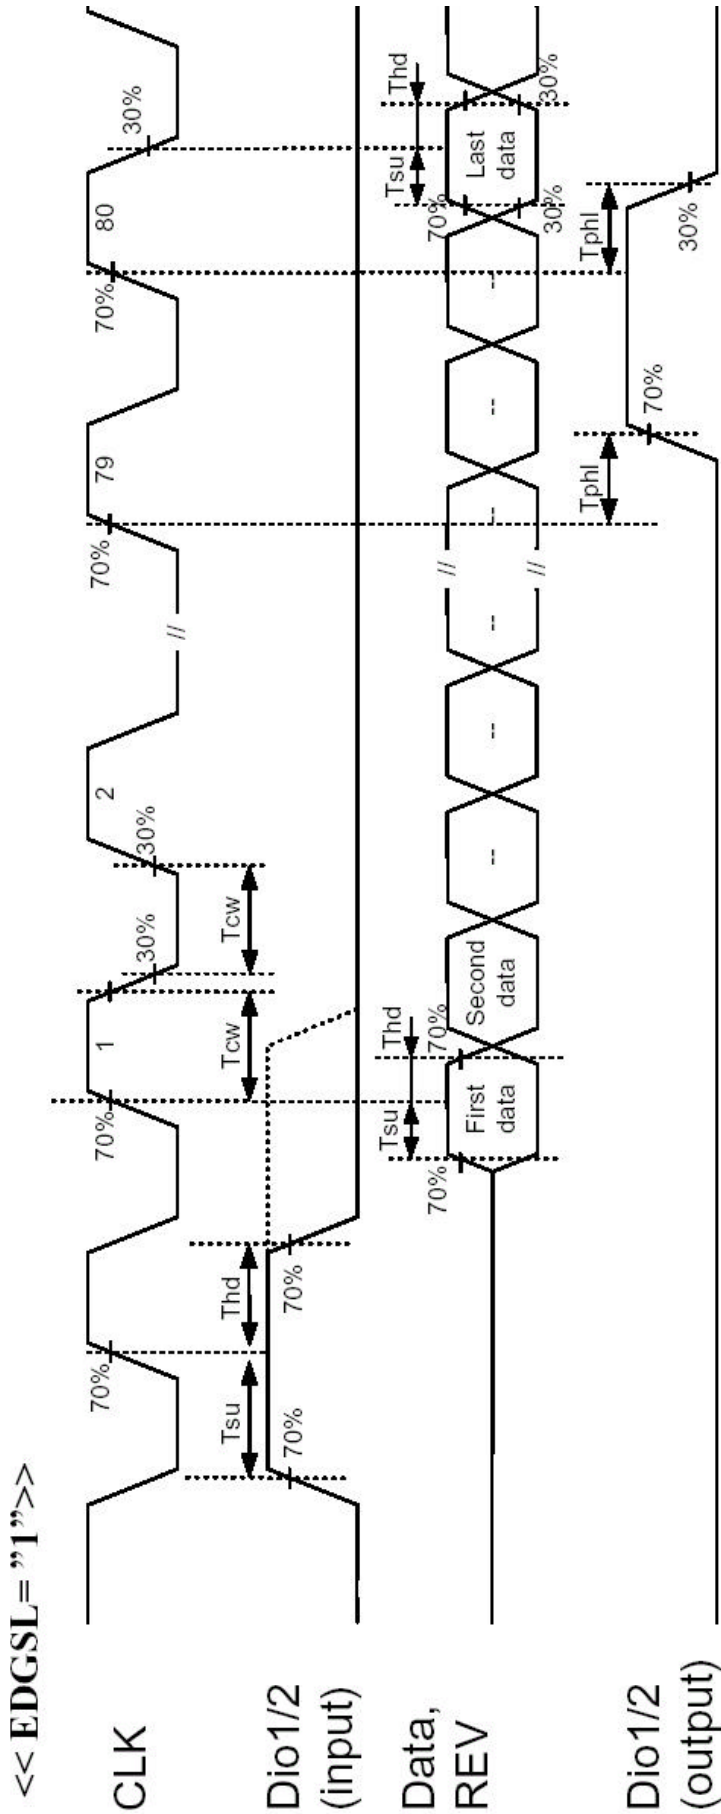 << EDGSL= ”1”>>
CLK
70%
70%
1
30%
30%
2
//
70%
79
70%
80
30%
Dio1/2
(input)
Tsu
Thd
Tcw
Tcw
70%
70%
Data,
REV
Tsu
Thd
Tsu
Thd
70%
First
data
70%
Second
data
--
--
--
//
//
--
--
--
70%
30%
Last
data
30%
Dio1/2
(output)
Tphl
70%
Tphl
30%